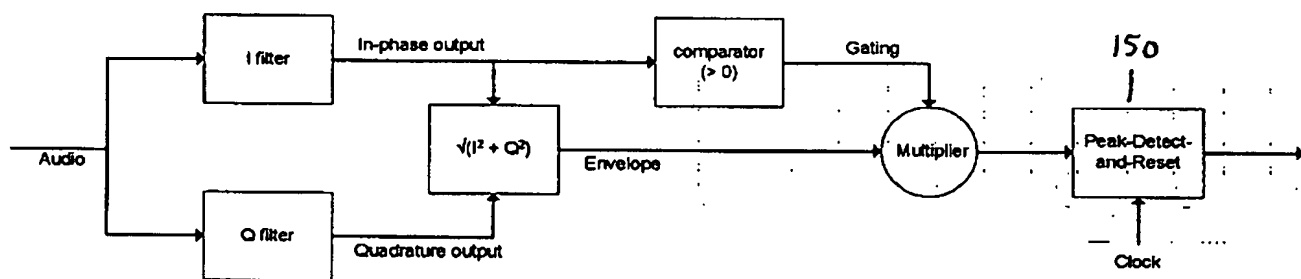 Audio
I filter
Q filter
In-phase output
Quadrature output
√(I² + Q²)
Envelope
comparator
(> 0)
Gating
Multiplier
150
Peak-Detect-
and-Reset
Clock